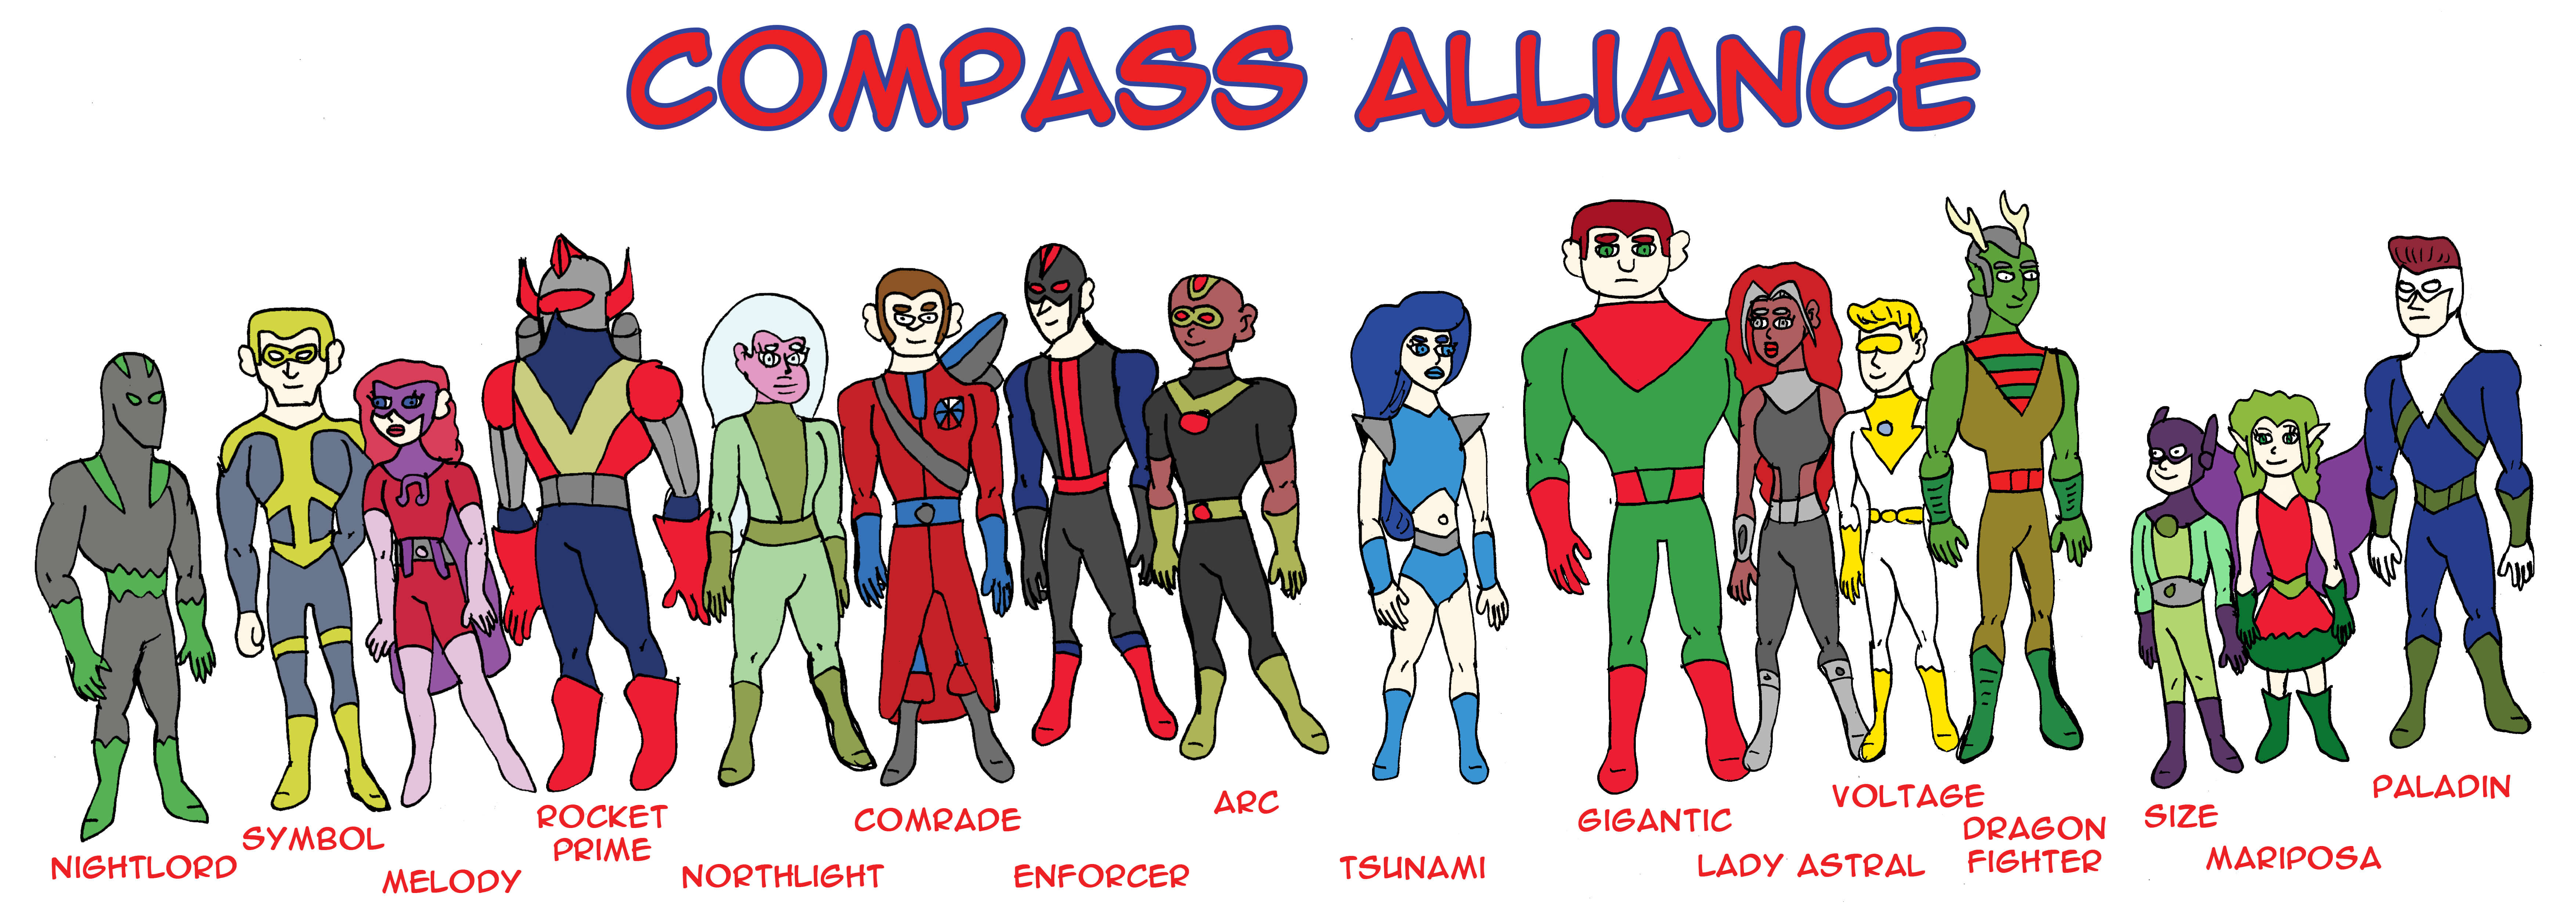 COMPASS ALLIANCE
NIGHTLORD
SYMBOL
MELODY
ROCKET
PRIME
NORTHLIGHT
COMRADE
ENFORCER
ARC
TSUNAMI
GIGANTIC
LADY ASTRAL
VOLTAGE
DRAGON
FIGHTER
SIZE
MARIPOSA
PALADIN